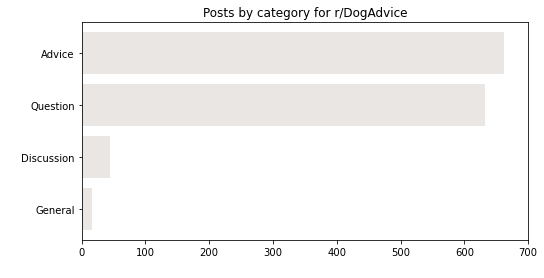 Posts by category for r/DogAdvice
Advice
Question
Discussion
General
0 100 200 300 400 500 600 700